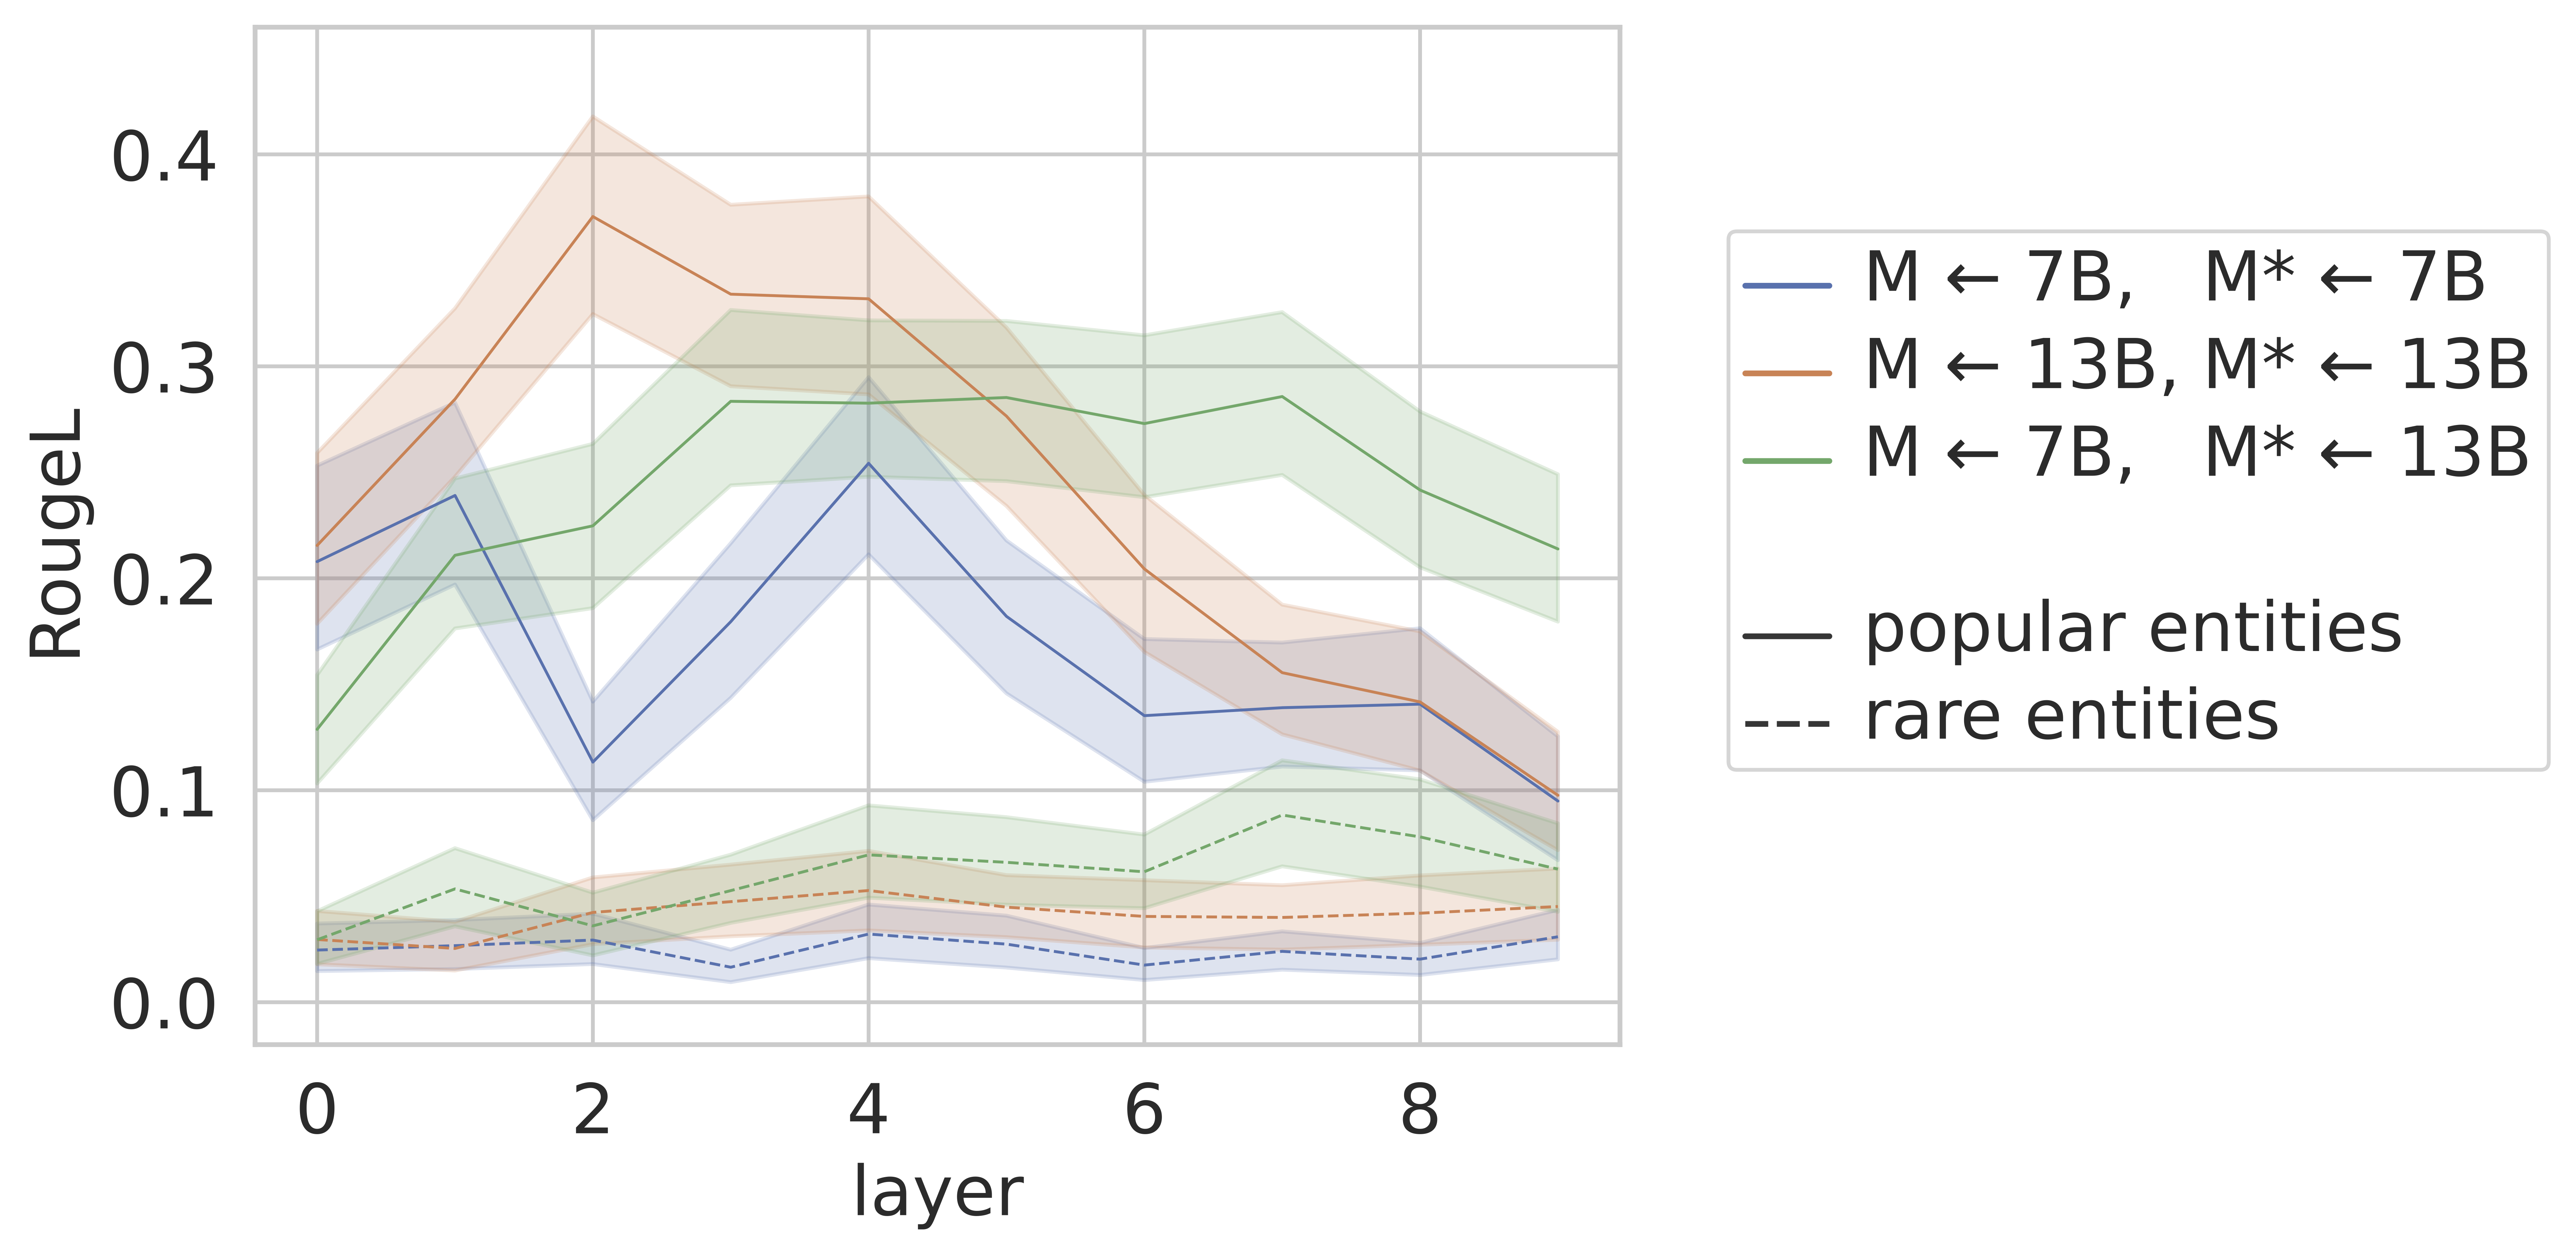 0.4
0.3
0.2
0.1
0.0
RougeL
0 2 4 6 8
layer
M ← 7B, M* ← 7B
M ← 13B, M* ← 13B
M ← 7B, M* ← 13B
popular entities
rare entities